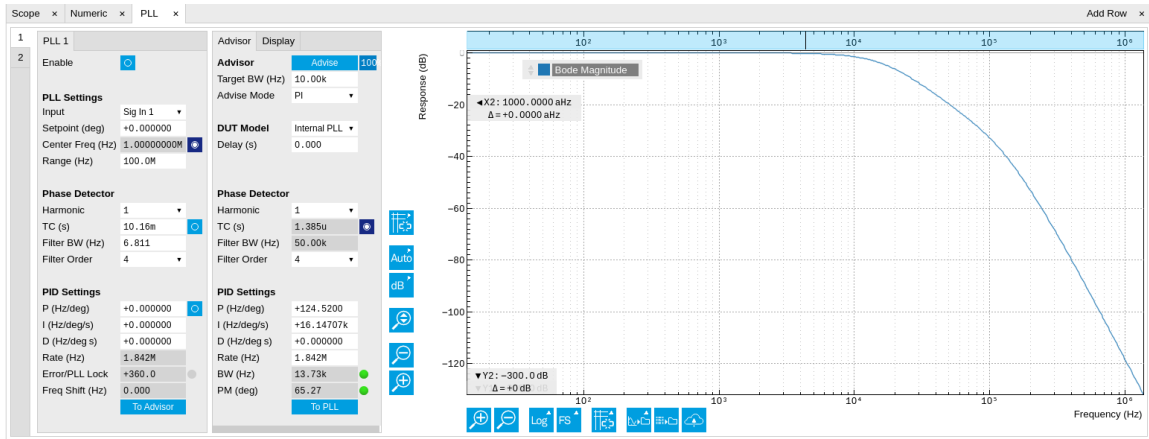 Scope × Numeric × PLL × Add Row ×
1
2
PLL 1
Enable
PLL Settings
Input Sig In 1
Setpoint (deg) +0.000000
Center Freq (Hz) 1.00000000M
Range (Hz) 100.0M
Phase Detector
Harmonic 1
TC (s) 10.16m
Filter BW (Hz) 6.811
Filter Order 4
PID Settings
P (Hz/deg) +0.000000
I (Hz/deg/s) +0.000000
D (Hz/deg s) +0.000000
Rate (Hz) 1.842M
Error/PLL Lock +360.0
Freq Shift (Hz) 0.000
To Advisor
Advisor Display
Advisor Advise 100
Target BW (Hz) 10.00k
Advise Mode PI
DUT Model Internal PLL
Delay (s) 0.000
Phase Detector
Harmonic 1
TC (s) 1.385u
Filter BW (Hz) 50.00k
Filter Order 4
PID Settings
P (Hz/deg) +124.5200
I (Hz/deg/s) +16.14707k
D (Hz/deg s) +0.000000
Rate (Hz) 1.842M
BW (Hz) 13.73k
PM (deg) 65.27
To PLL
Auto
dB
10² 10³ 10⁴ 10⁵ 10⁶
Response (dB)
Bode Magnitude
◄X2: 1000.0000 aHz
Δ=+0.0000 aHz
0
−20
−40
−60
−80
−100
−120
▼Y2: −300.0 dB
Δ=+0 dB
10² 10³ 10⁴ 10⁵ 10⁶
Frequency (Hz)
Log FS